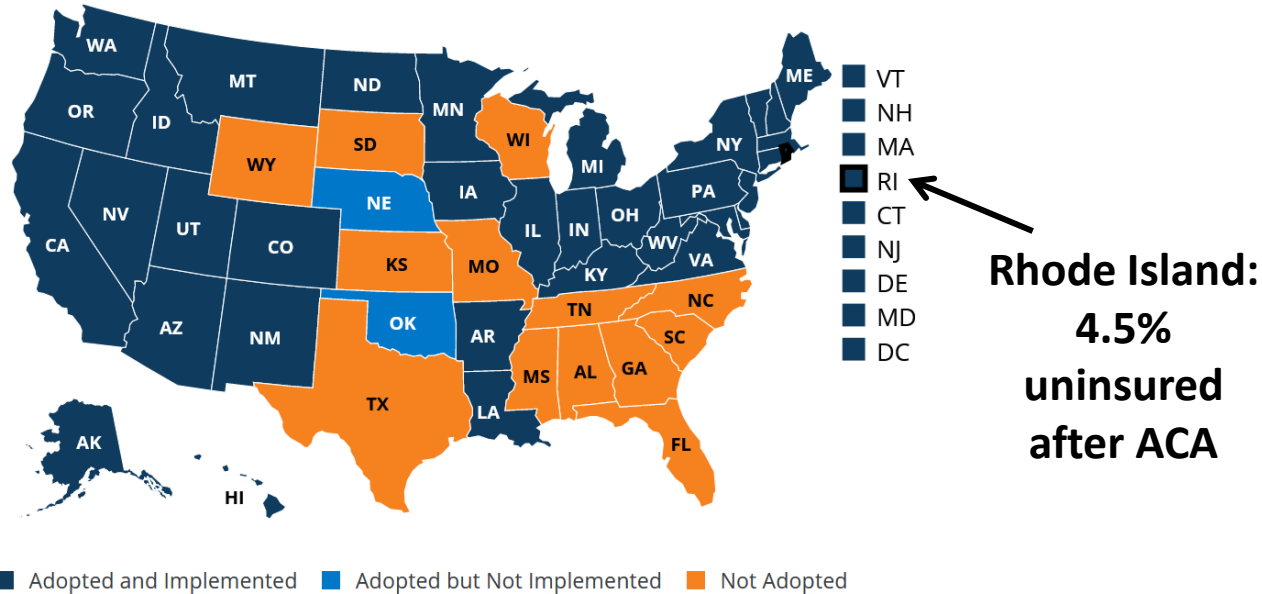 WA
MT
ND
MN
OR
ID
WY
SD
WI
MI
NY
ME
NV
UT
CO
NE
IA
IL
IN
OH
PA
WV
VA
KY
CA
AZ
NM
KS
MO
OK
AR
TN
NC
SC
MS
AL
GA
TX
LA
FL
AK
HI
VT
NH
MA
RI
CT
NJ
DE
MD
DC
Rhode Island:
4.5%
uninsured
after ACA
Adopted and Implemented
Adopted but Not Implemented
Not Adopted